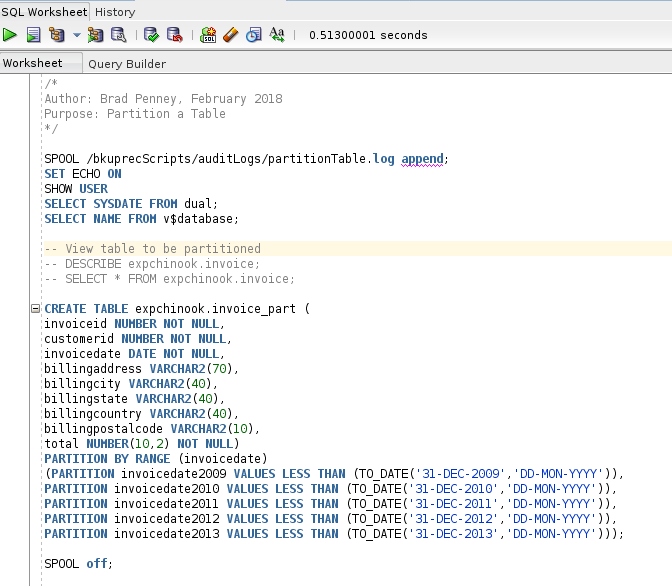 SQL Worksheet History
0.51300001 seconds
Worksheet Query Builder
/*
Author: Brad Penney, February 2018
Purpose: Partition a Table
*/
SPOOL /bkuprecScripts/auditLogs/partitionTable.log append;
SET ECHO ON
SHOW USER
SELECT SYSDATE FROM dual;
SELECT NAME FROM v$database;
-- View table to be partitioned
-- DESCRIBE expchinook.invoice;
-- SELECT * FROM expchinook.invoice;
CREATE TABLE expchinook.invoice_part (
invoiceid NUMBER NOT NULL,
customerid NUMBER NOT NULL,
invoicedate DATE NOT NULL,
billingaddress VARCHAR2(70),
billingcity VARCHAR2(40),
billingstate VARCHAR2(40),
billingcountry VARCHAR2(40),
billingpostalcode VARCHAR2(10),
total NUMBER(10,2) NOT NULL)
PARTITION BY RANGE (invoicedate)
(PARTITION invoicedate2009 VALUES LESS THAN (TO_DATE('31-DEC-2009','DD-MON-YYYY')),
PARTITION invoicedate2010 VALUES LESS THAN (TO_DATE('31-DEC-2010','DD-MON-YYYY')),
PARTITION invoicedate2011 VALUES LESS THAN (TO_DATE('31-DEC-2011','DD-MON-YYYY')),
PARTITION invoicedate2012 VALUES LESS THAN (TO_DATE('31-DEC-2012','DD-MON-YYYY')),
PARTITION invoicedate2013 VALUES LESS THAN (TO_DATE('31-DEC-2013','DD-MON-YYYY')));
SPOOL off;